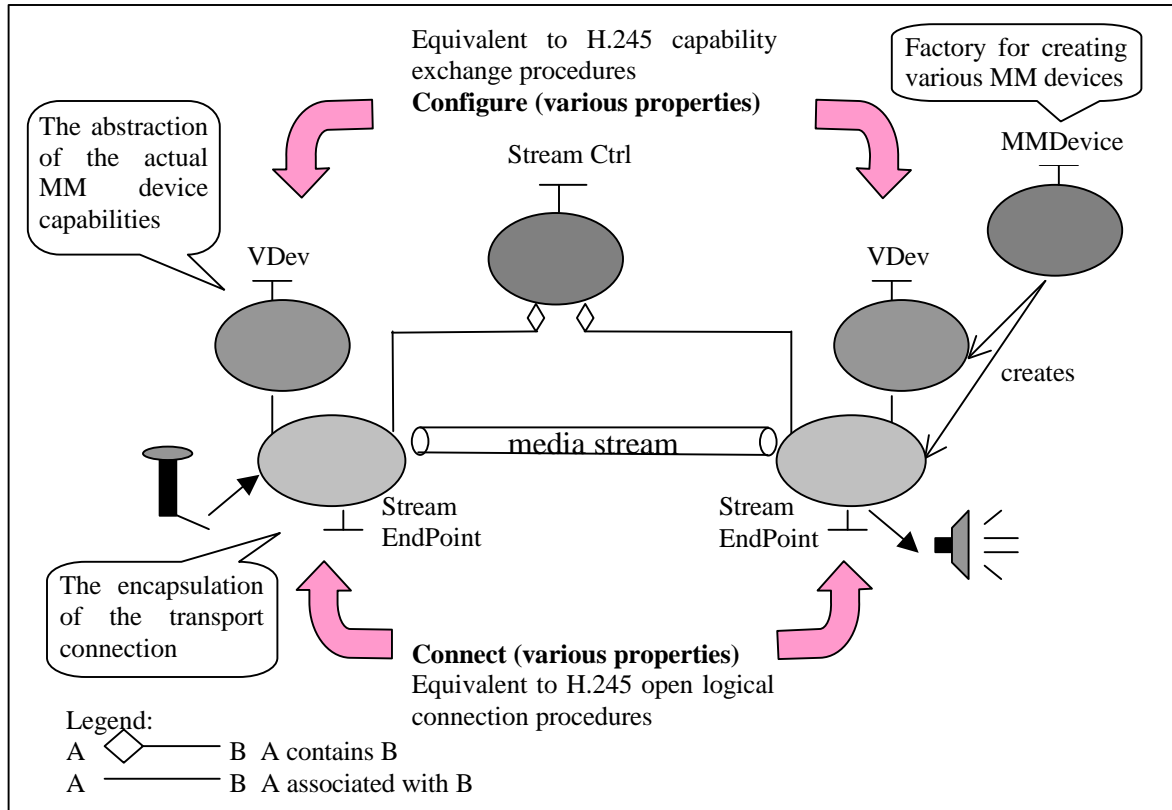 Equivalent to H.245 capability
exchange procedures
Configure (various properties)
Factory for creating
various MM devices
The abstraction
of the actual
MM device
capabilities
Stream Ctrl
MMDevice
VDev
VDev
creates
media stream
Stream
EndPoint
Stream
EndPoint
The encapsulation
of the transport
connection
Connect (various properties)
Equivalent to H.245 open logical
connection procedures
Legend:
A B A contains B
A B A associated with B